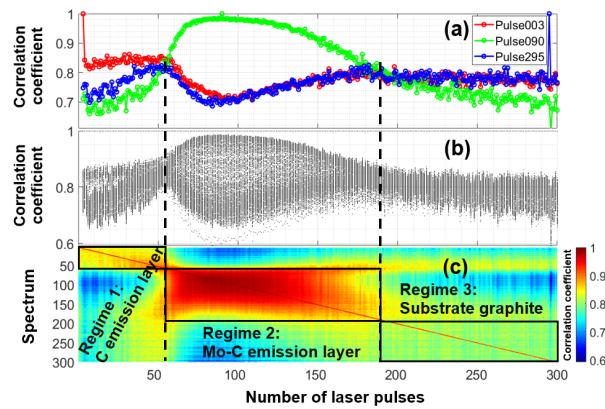 (a)
Pulse003
Pulse090
Pulse295
Correlation
coefficient
1
0.9
0.8
0.7
(b)
Correlation
coefficient
1
0.8
0.6
(c)
Spectrum
50
100
150
200
250
300
Regime 1:
C emission layer
Regime 2:
Mo-C emission layer
Regime 3:
Substrate graphite
50
100
150
200
250
300
Number of laser pulses
1
0.9
0.8
0.7
0.6
Correlation coefficient